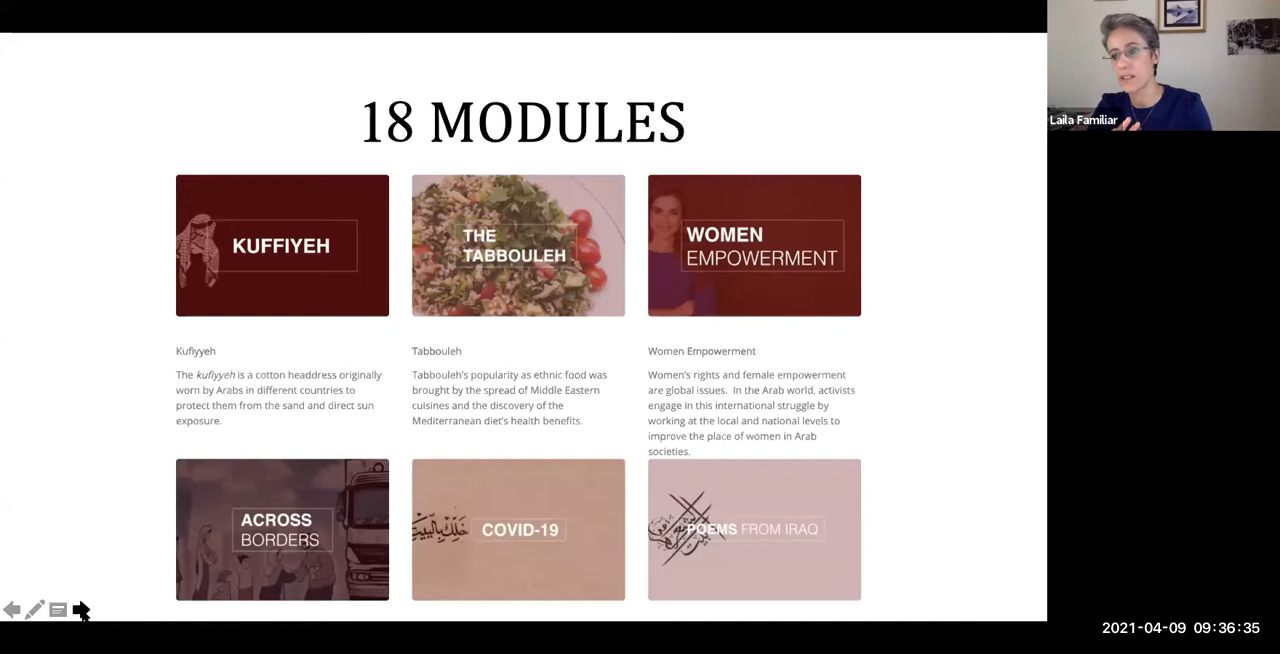 18 MODULES
Laila Familiar
KUFFIYEH
THE
TABBOULEH
WOMEN
EMPOWERMENT
Kufiyyeh
The kufiyyeh is a cotton headdress originally
worn by Arabs in different countries to
protect them from the sand and direct sun
exposure.
Tabbouleh
Tabbouleh's popularity as ethnic food was
brought by the spread of Middle Eastern
cuisines and the discovery of the
Mediterranean diet's health benefits.
Women Empowerment
Women's rights and female empowerment
are global issues.  In the Arab world, activists
engage in this international struggle by
working at the local and national levels to
improve the place of women in Arab
societies.
ACROSS
BORDERS
خلك بالبيت
COVID-19
POEMS FROM IRAQ
2021-04-09 09:36:35